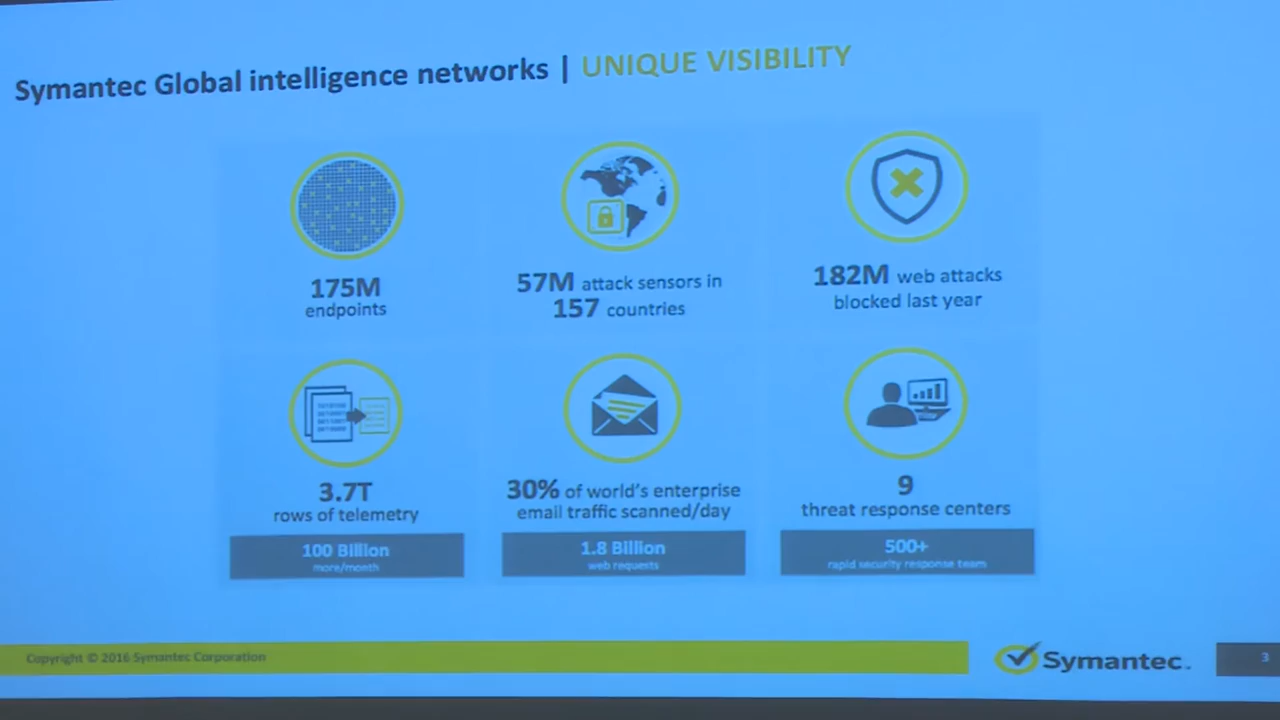 Symantec Global intelligence networks | UNIQUE VISIBILITY
175M
endpoints
57M attack sensors in
157 countries
182M web attacks
blocked last year
3.7T
rows of telemetry
100 Billion
more/month
30% of world's enterprise
email traffic scanned/day
1.8 Billion
web requests
9
threat response centers
500+
rapid security response team
Copyright © 2016 Symantec Corporation
Symantec.
3